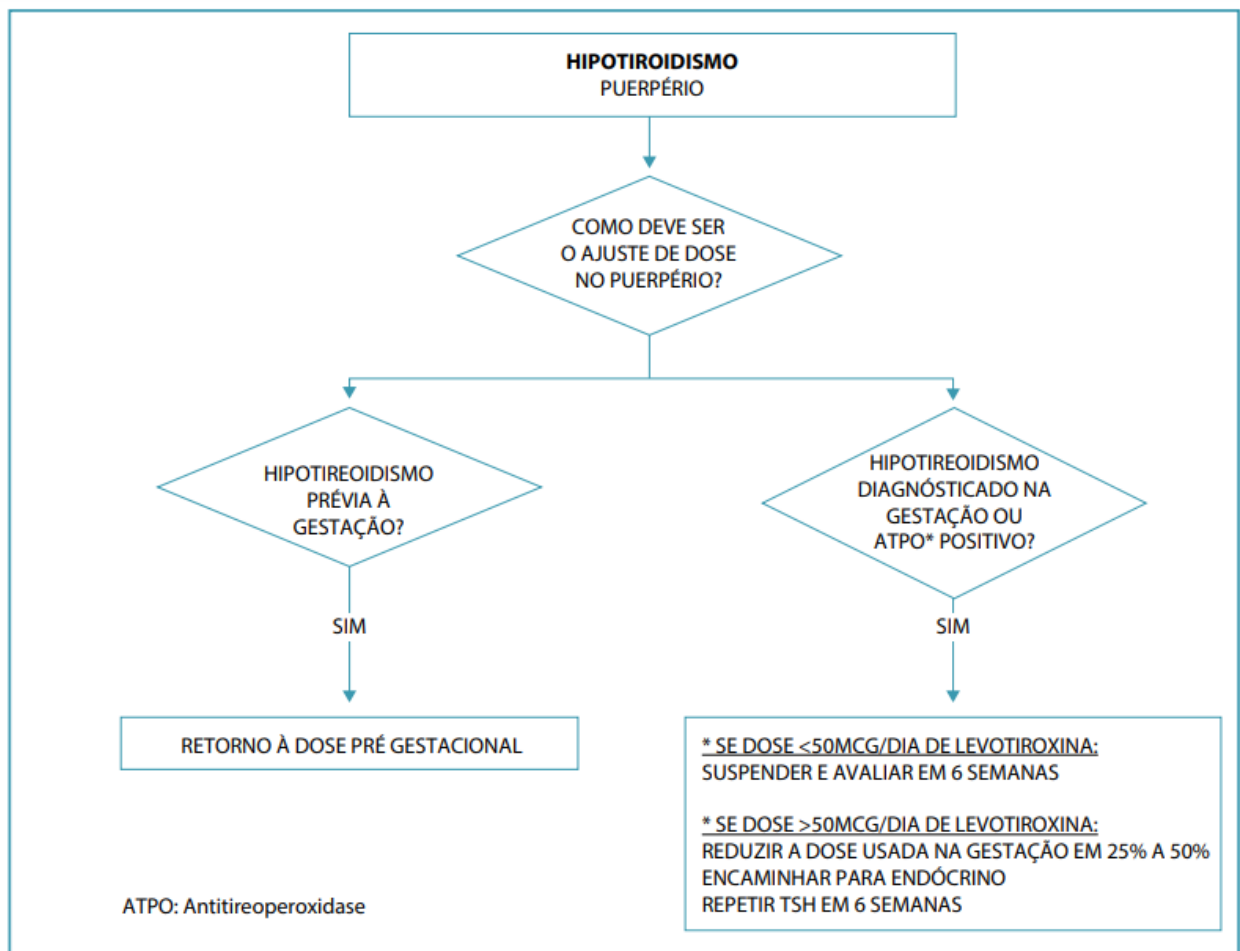 HIPOTIROIDISMO
PUERPÉRIO
COMO DEVE SER
O AJUSTE DE DOSE
NO PUERPÉRIO?
HIPOTIREOIDISMO
PRÉVIA À
GESTAÇÃO?
SIM
RETORNO À DOSE PRÉ GESTACIONAL
HIPOTIREOIDISMO
DIAGNÓSTICADO NA
GESTAÇÃO OU
ATPO* POSITIVO?
SIM
* SE DOSE <50MCG/DIA DE LEVOTIROXINA:
SUSPENDER E AVALIAR EM 6 SEMANAS
* SE DOSE >50MCG/DIA DE LEVOTIROXINA:
REDUZIR A DOSE USADA NA GESTAÇÃO EM 25% A 50%
ENCAMINHAR PARA ENDÓCRINO
REPETIR TSH EM 6 SEMANAS
ATPO: Antitireoperoxidase